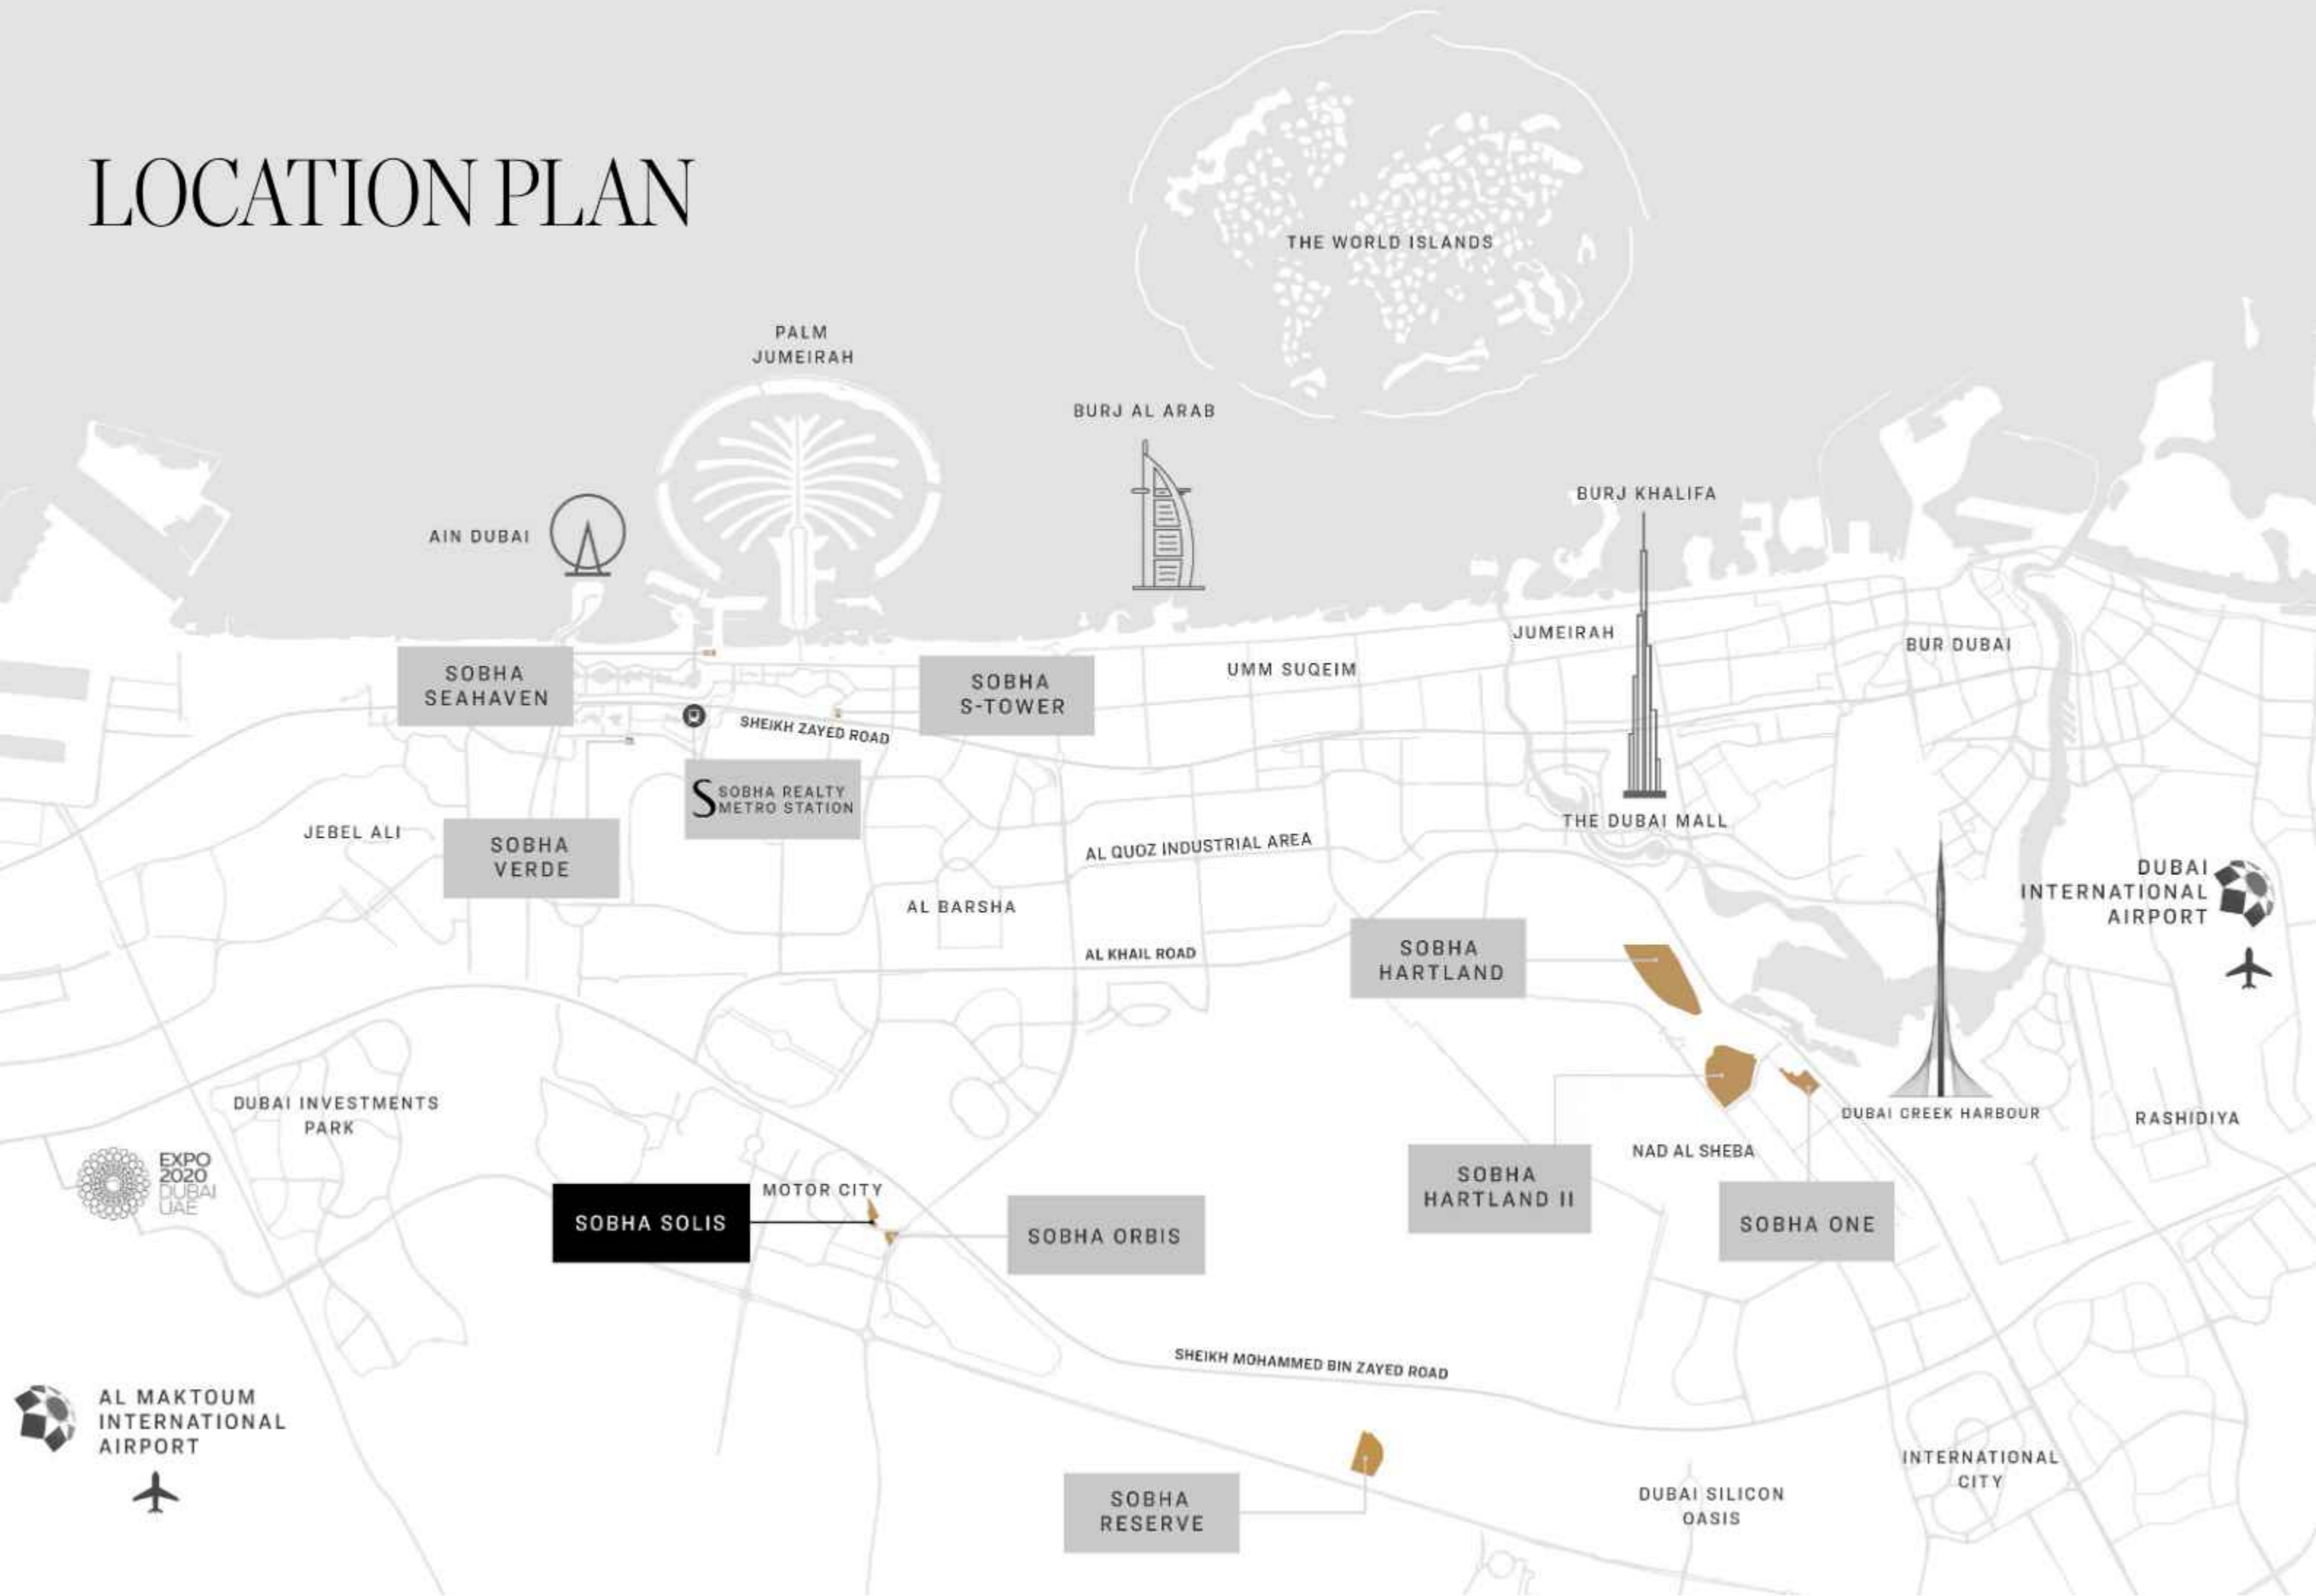 LOCATION PLAN
THE WORLD ISLANDS
PALM
JUMEIRAH
BURJ AL ARAB
BURJ KHALIFA
AIN DUBAI
JUMEIRAH
BUR DUBAI
UMM SUQEIM
SOBHA
SEAHAVEN
SOBHA
S-TOWER
SHEIKH ZAYED ROAD
S SOBHA REALTY
METRO STATION
JEBEL ALI
SOBHA
VERDE
THE DUBAI MALL
AL QUOZ INDUSTRIAL AREA
DUBAI
INTERNATIONAL
AIRPORT
AL BARSHA
AL KHAIL ROAD
SOBHA
HARTLAND
DUBAI INVESTMENTS
PARK
DUBAI CREEK HARBOUR
RASHIDIYA
NAD AL SHEBA
EXPO
2020
DUBAI
UAE
SOBHA SOLIS
MOTOR CITY
SOBHA ORBIS
SOBHA
HARTLAND II
SOBHA ONE
SHEIKH MOHAMMED BIN ZAYED ROAD
AL MAKTOUM
INTERNATIONAL
AIRPORT
SOBHA
RESERVE
DUBAI SILICON
OASIS
INTERNATIONAL
CITY